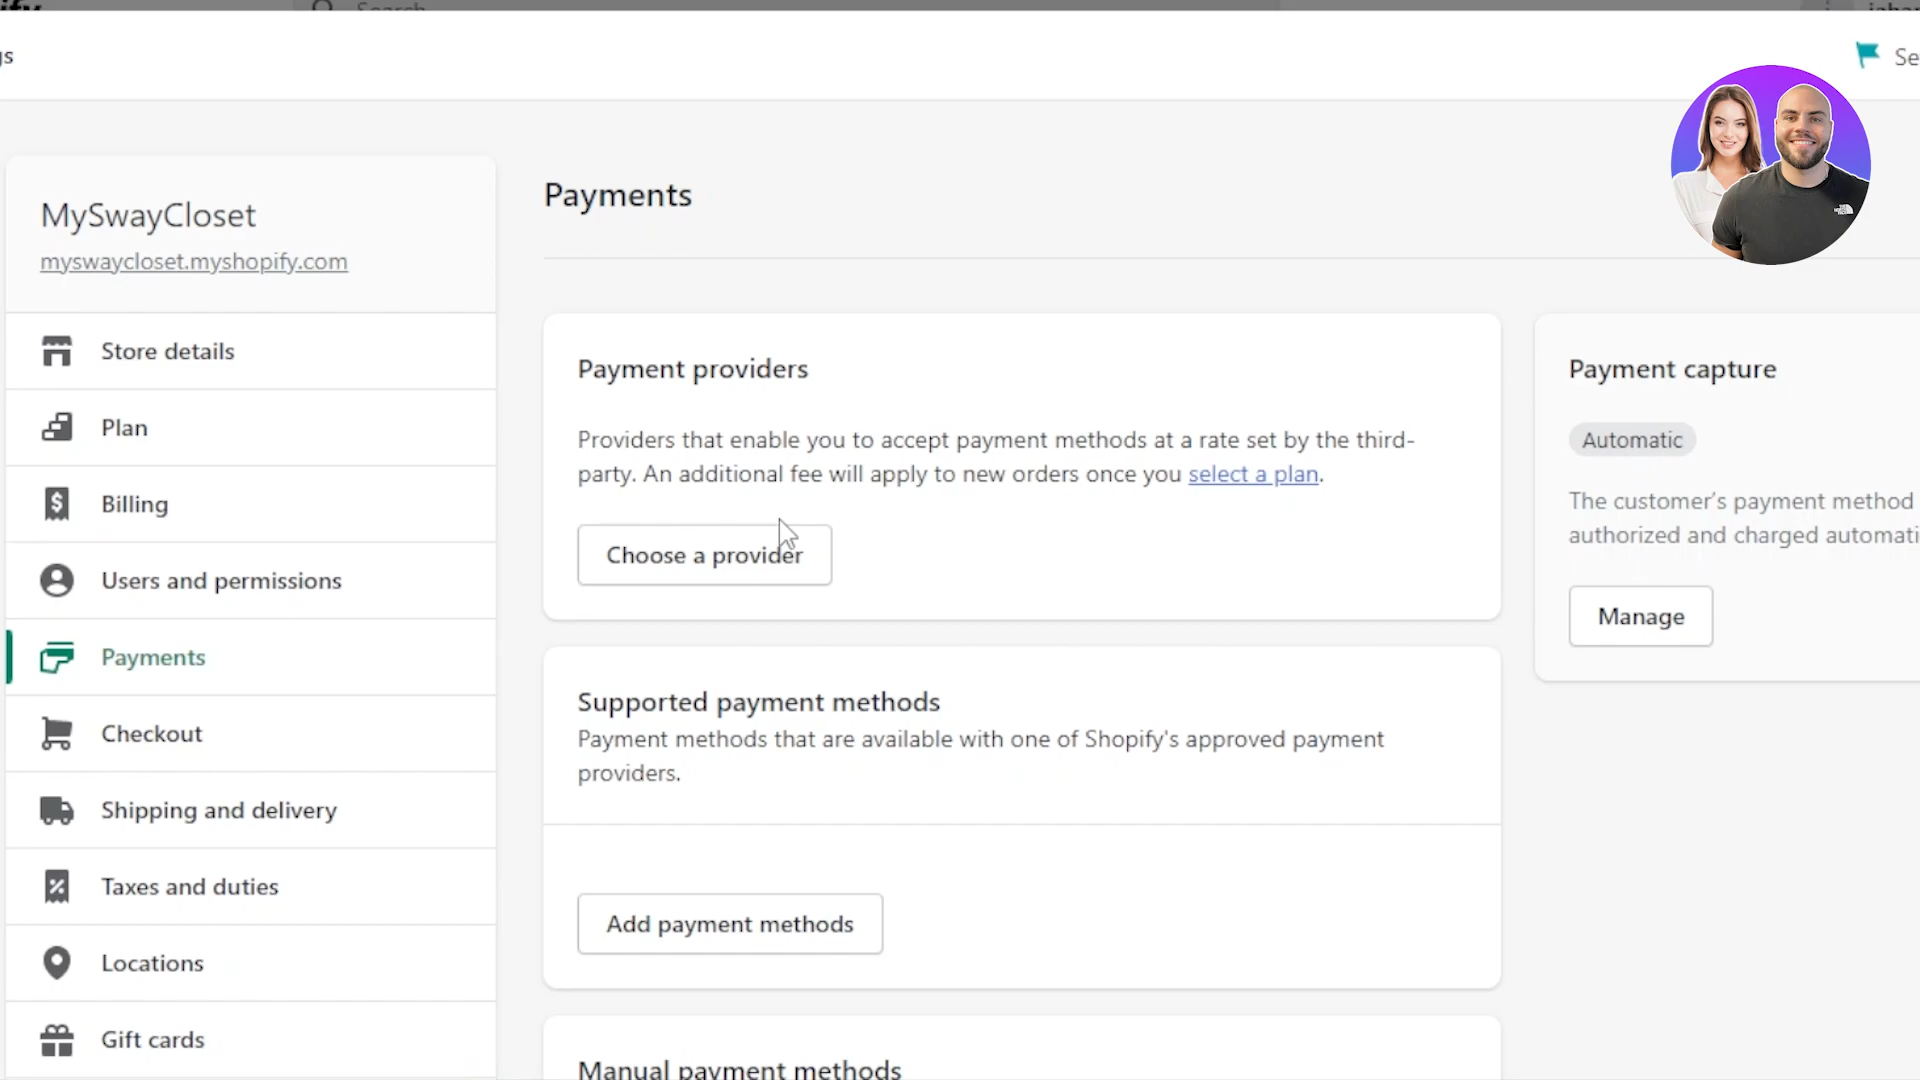 Search
Payments
MySwayCloset
myswaycloset.myshopify.com
Store details
Plan
Billing
Users and permissions
Payments
Checkout
Shipping and delivery
Taxes and duties
Locations
Gift cards
Payment providers
Providers that enable you to accept payment methods at a rate set by the third-
party. An additional fee will apply to new orders once you select a plan.
Choose a provider
Supported payment methods
Payment methods that are available with one of Shopify's approved payment
providers.
Add payment methods
Manual payment methods
Payment capture
Automatic
The customer's payment method
authorized and charged automati
Manage